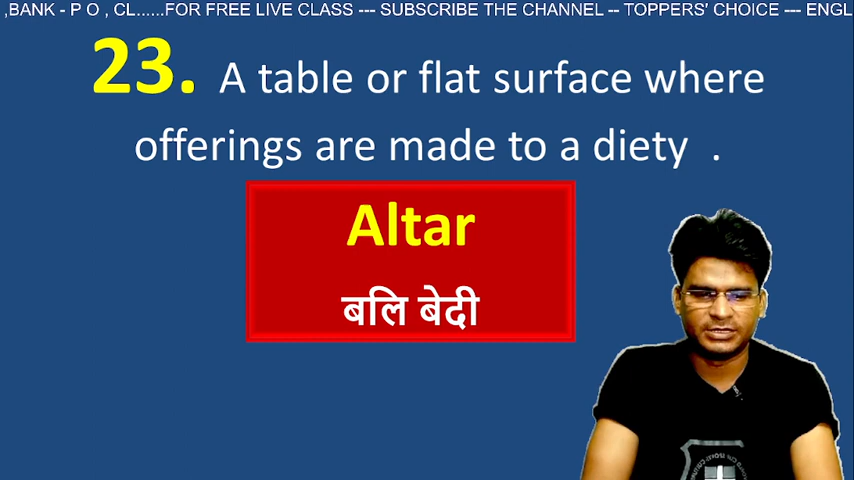 ,BANK - P O , CL......FOR FREE LIVE CLASS --- SUBSCRIBE THE CHANNEL -- TOPPERS' CHOICE --- ENGL
23. A table or flat surface where
offerings are made to a diety .
Altar
बलि बेदी